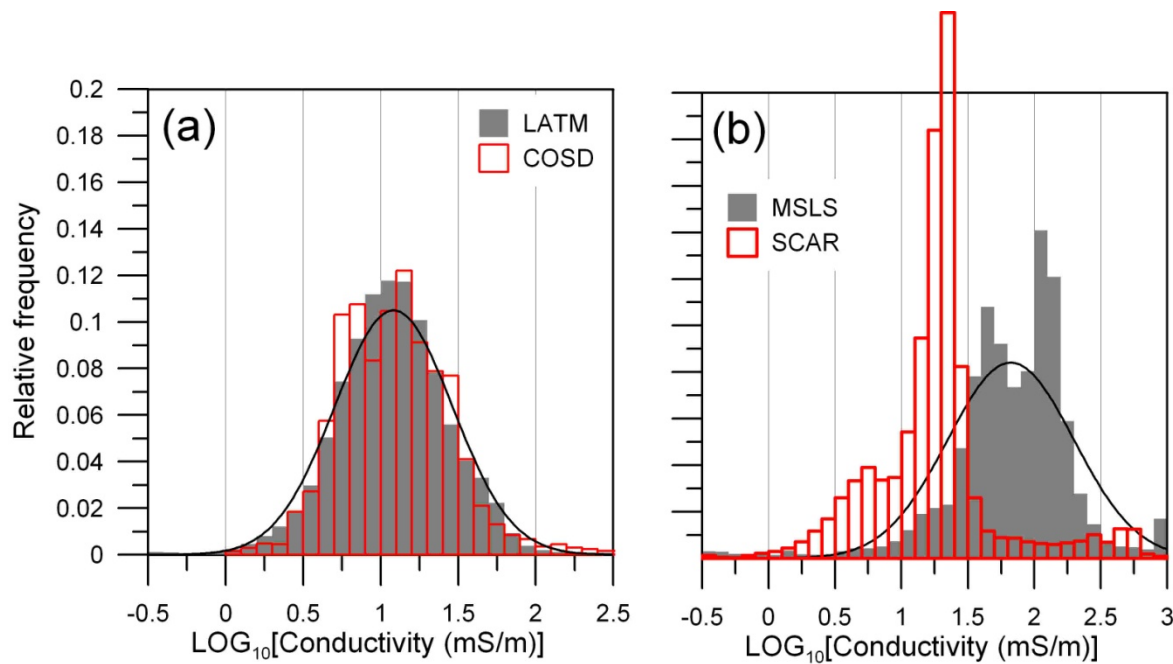 (a)
LATM
COSD
Relative frequency
0.2
0.18
0.16
0.14
0.12
0.1
0.08
0.06
0.04
0.02
0
-0.5 0 0.5 1 1.5 2 2.5
LOG₁₀[Conductivity (mS/m)]
(b)
MSLS
SCAR
-0.5 0 0.5 1 1.5 2 2.5 3
LOG₁₀[Conductivity (mS/m)]